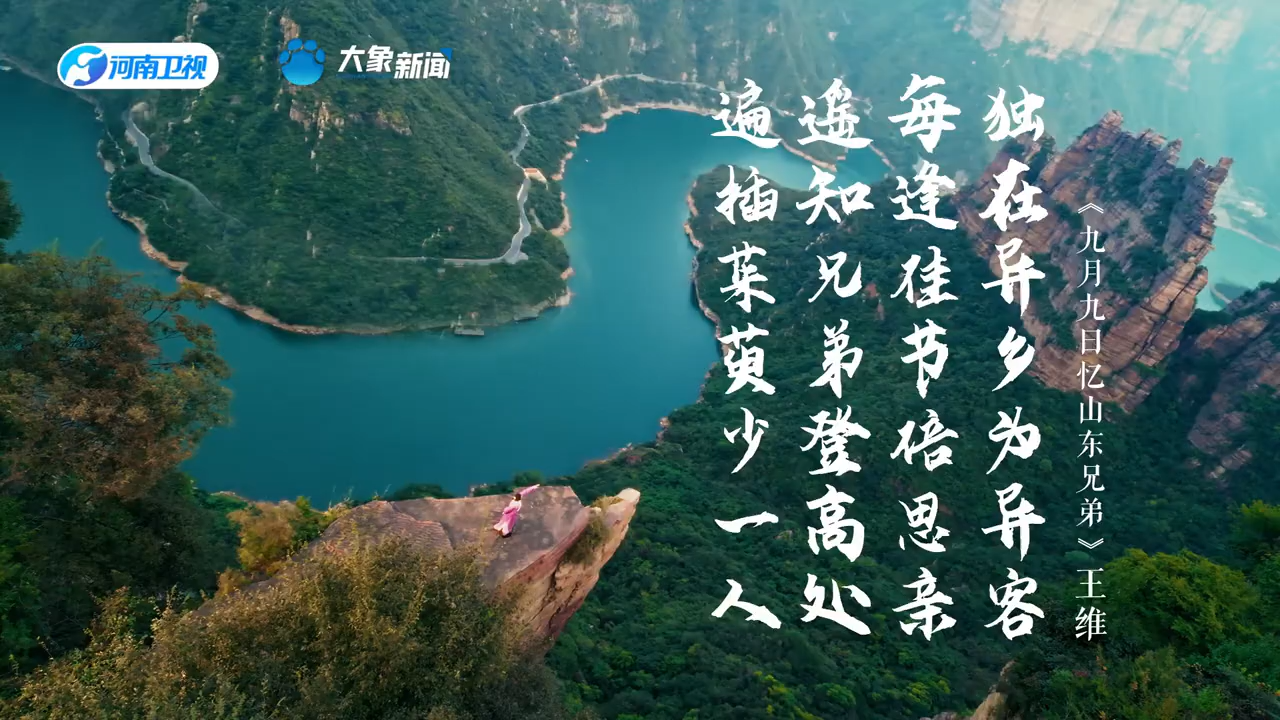 河南卫视
大象新闻
《九月九日忆山东兄弟》王维
独在异乡为异客
每逢佳节倍思亲
遥知兄弟登高处
遍插茱萸少一人